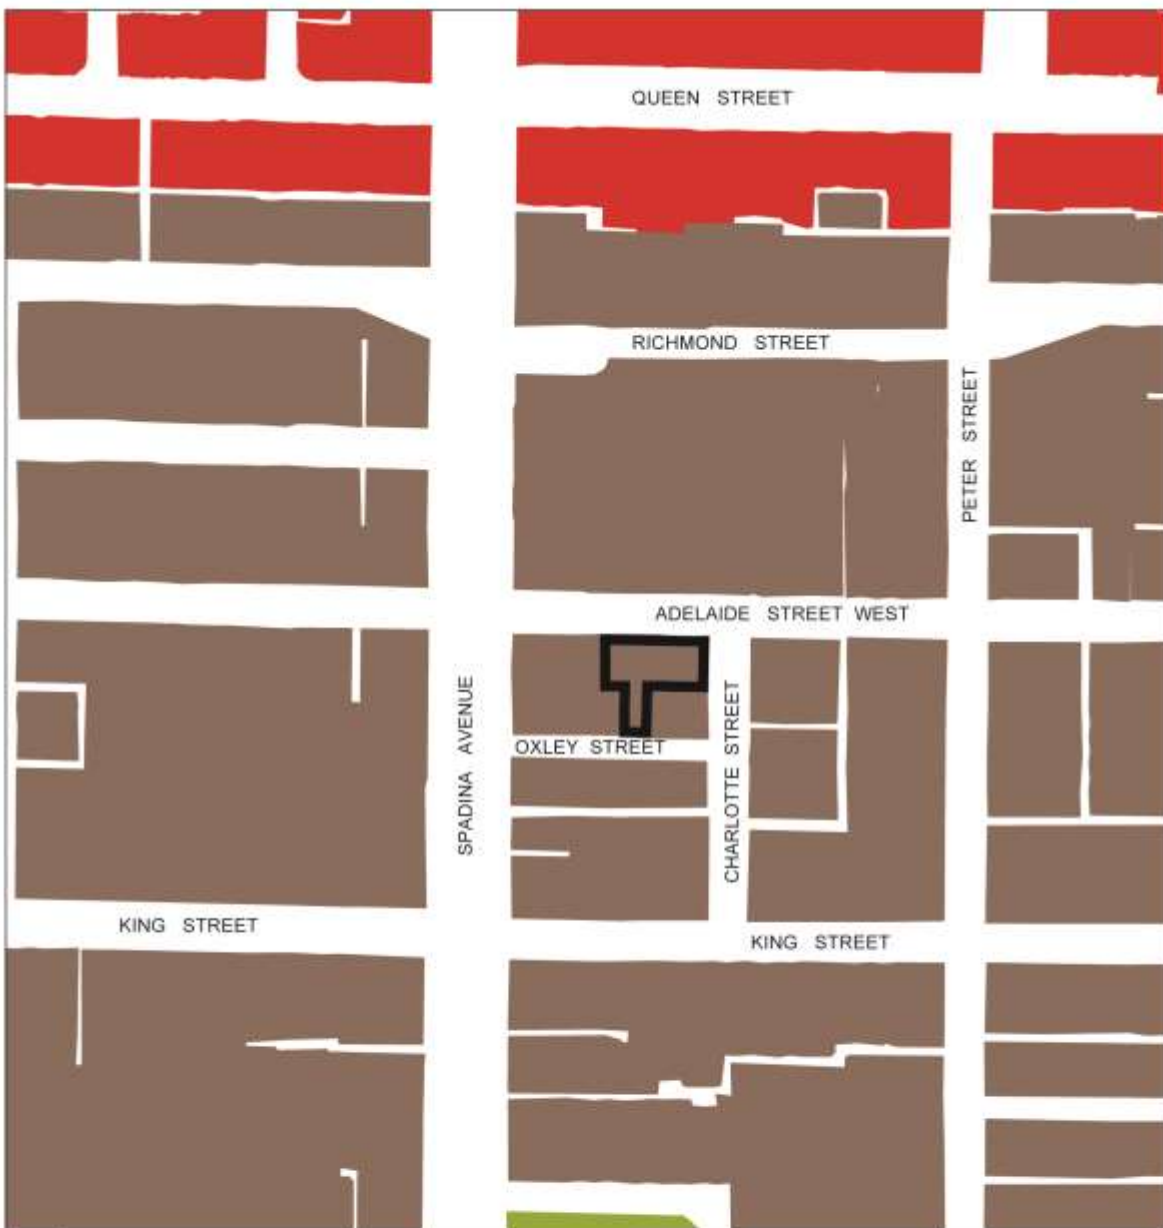 QUEEN STREET
RICHMOND STREET
PETER STREET
ADELAIDE STREET WEST
SPADINA AVENUE
OXLEY STREET
CHARLOTTE STREET
KING STREET
KING STREET